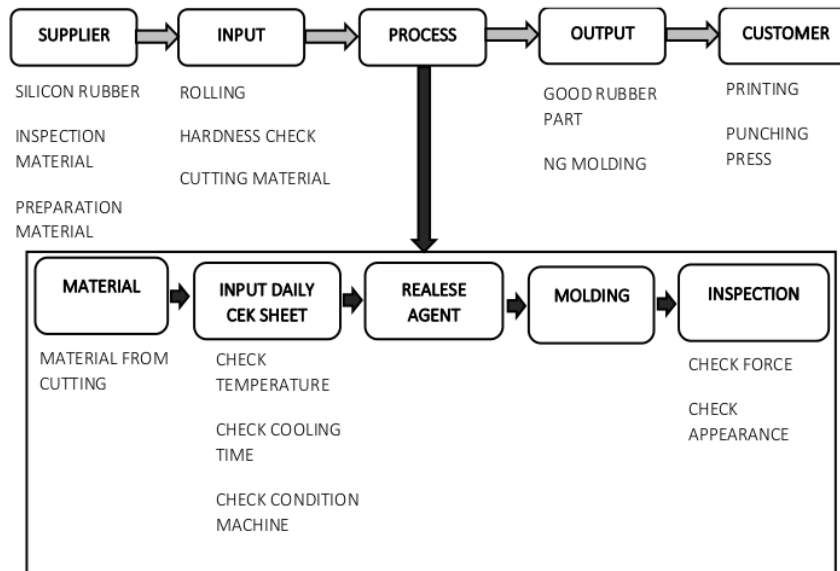 SUPPLIER
INPUT
PROCESS
OUTPUT
CUSTOMER
SILICON RUBBER
INSPECTION
MATERIAL
PREPARATION
MATERIAL
ROLLING
HARDNESS CHECK
CUTTING MATERIAL
GOOD RUBBER
PART
NG MOLDING
PRINTING
PUNCHING
PRESS
MATERIAL
INPUT DAILY
CEK SHEET
REALESE
AGENT
MOLDING
INSPECTION
MATERIAL FROM
CUTTING
CHECK
TEMPERATURE
CHECK COOLING
TIME
CHECK CONDITION
MACHINE
CHECK FORCE
CHECK
APPEARANCE